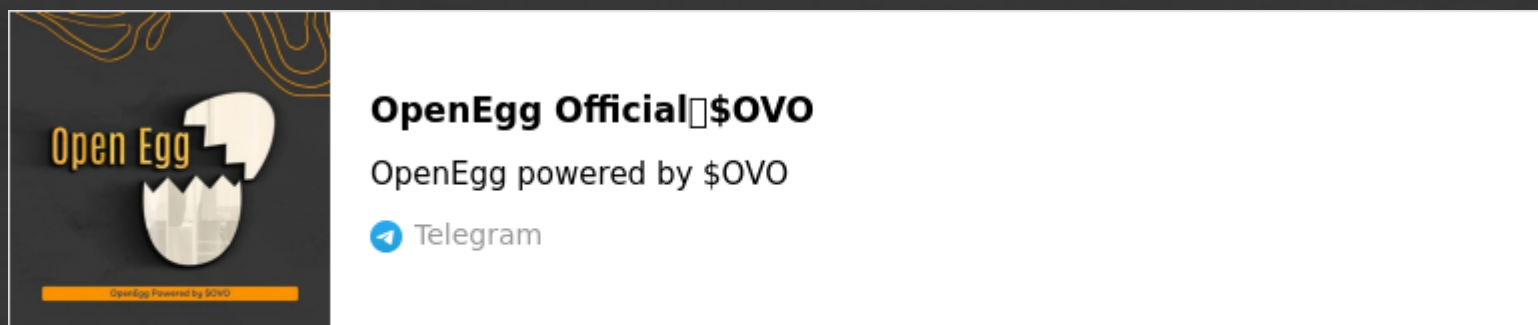 Open Egg
OpenEgg Powered by $OVO
OpenEgg Official$OVO
OpenEgg powered by $OVO
Telegram